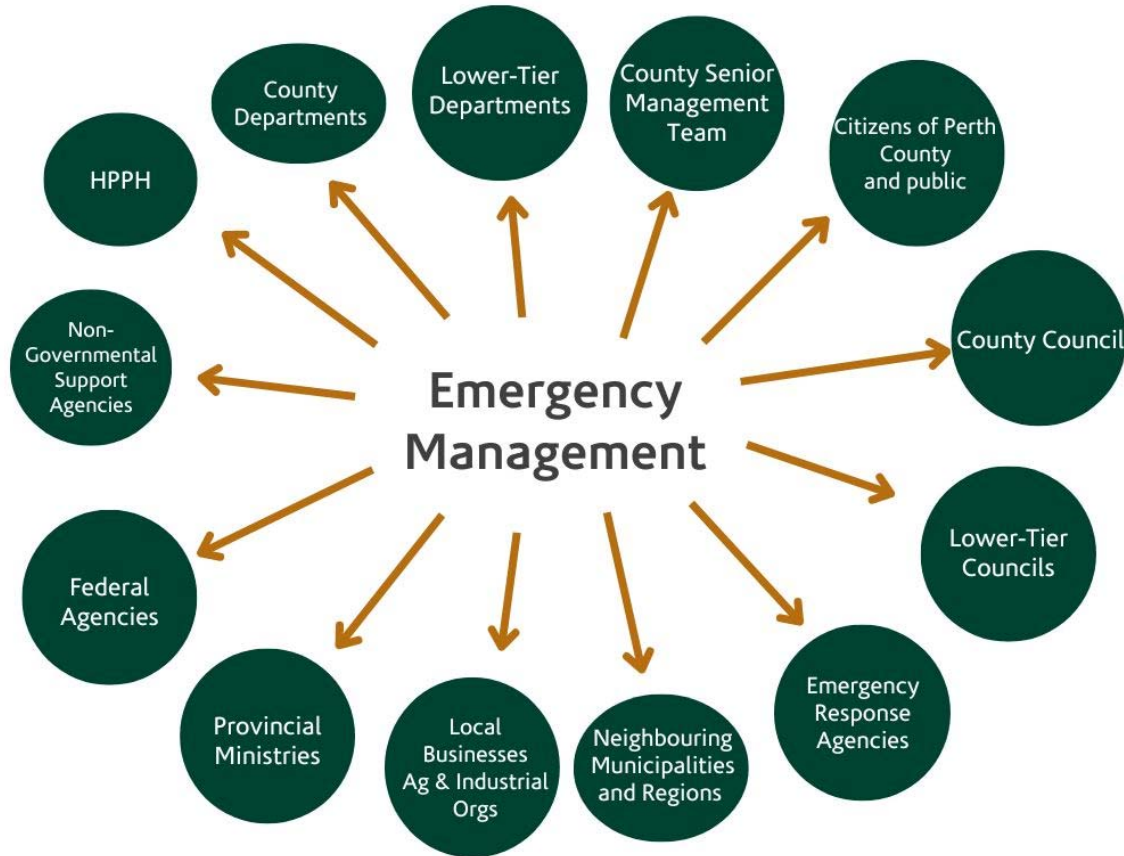 Lower-Tier
Departments
County Senior
Management
Team
County
Departments
Citizens of Perth
County
and public
HPPH
County Council
Non-
Governmental
Support
Agencies
Emergency
Management
Lower-Tier
Councils
Federal
Agencies
Emergency
Response
Agencies
Provincial
Ministries
Local
Businesses
Ag & Industrial
Orgs
Neighbouring
Municipalities
and Regions